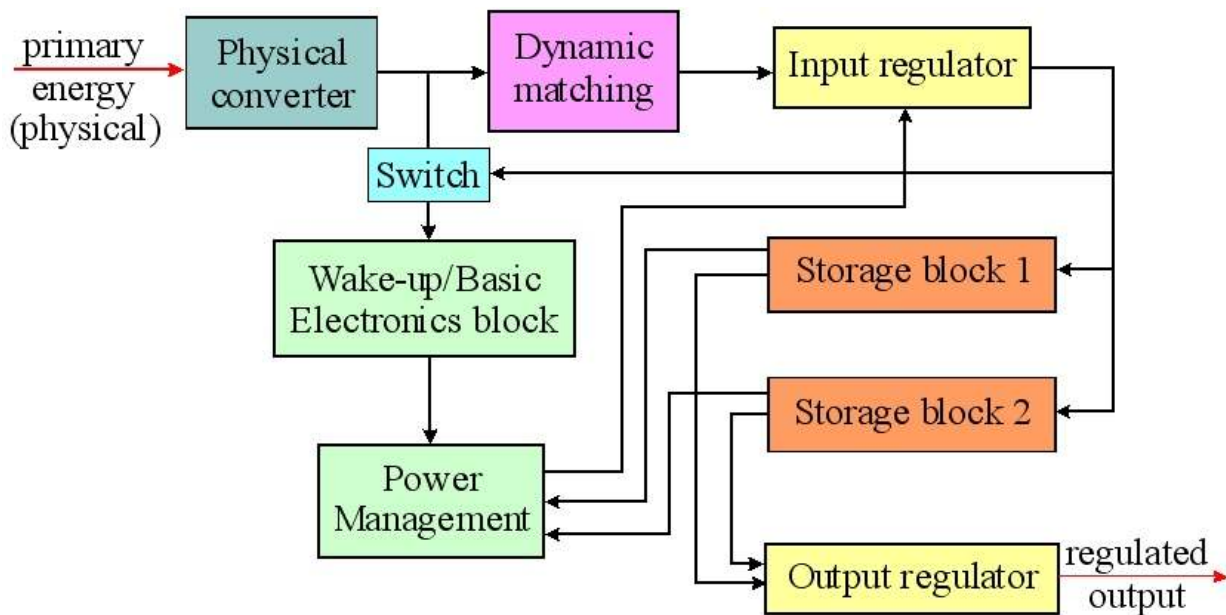 primary
energy
(physical)
Physical
converter
Dynamic
matching
Input regulator
Switch
Wake-up/Basic
Electronics block
Storage block 1
Storage block 2
Power
Management
Output regulator
regulated
output